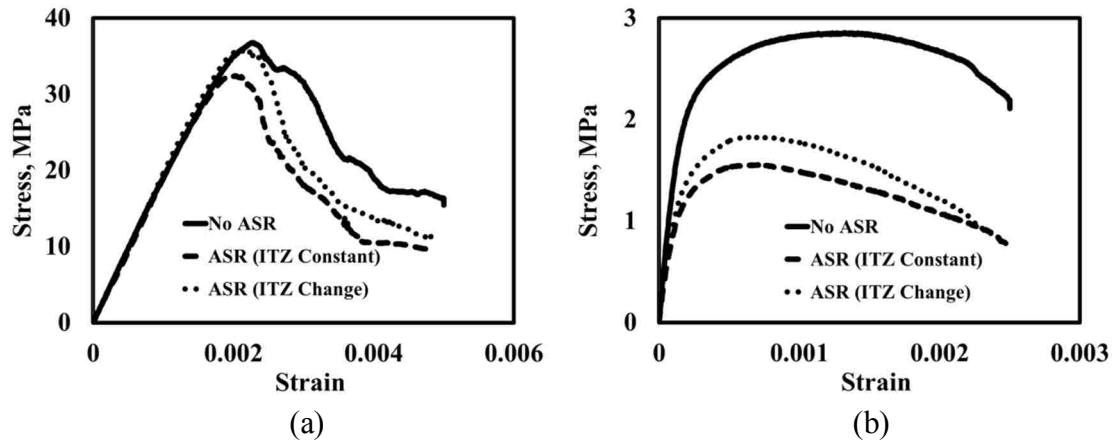 (a)
40
30
20
10
0
Stress, MPa
No ASR
ASR (ITZ Constant)
ASR (ITZ Change)
0 0.002 0.004 0.006
Strain
(a)
(b)
3
2
1
0
Stress, MPa
No ASR
ASR (ITZ Constant)
ASR (ITZ Change)
0 0.001 0.002 0.003
Strain
(b)